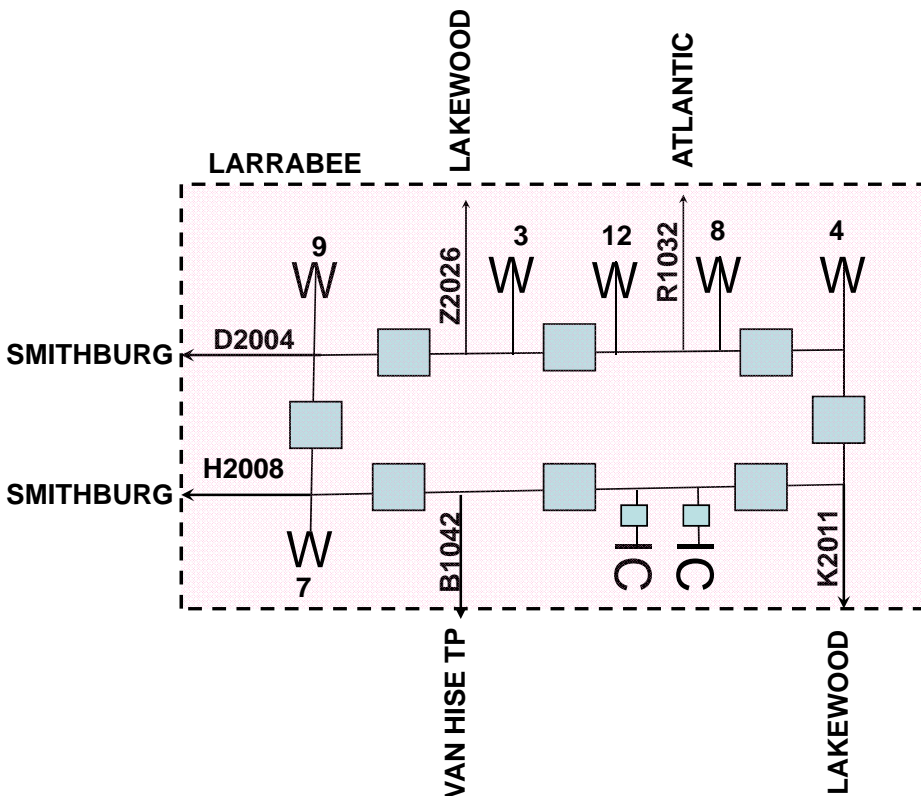 LAKEWOOD
ATLANTIC
LARRABEE
9
3
12
8
4
W
W
W
W
W
Z2026
R1032
D2004
SMITHBURG
H2008
SMITHBURG
W
7
B1042
K2011
VAN HISE TP
LAKEWOOD